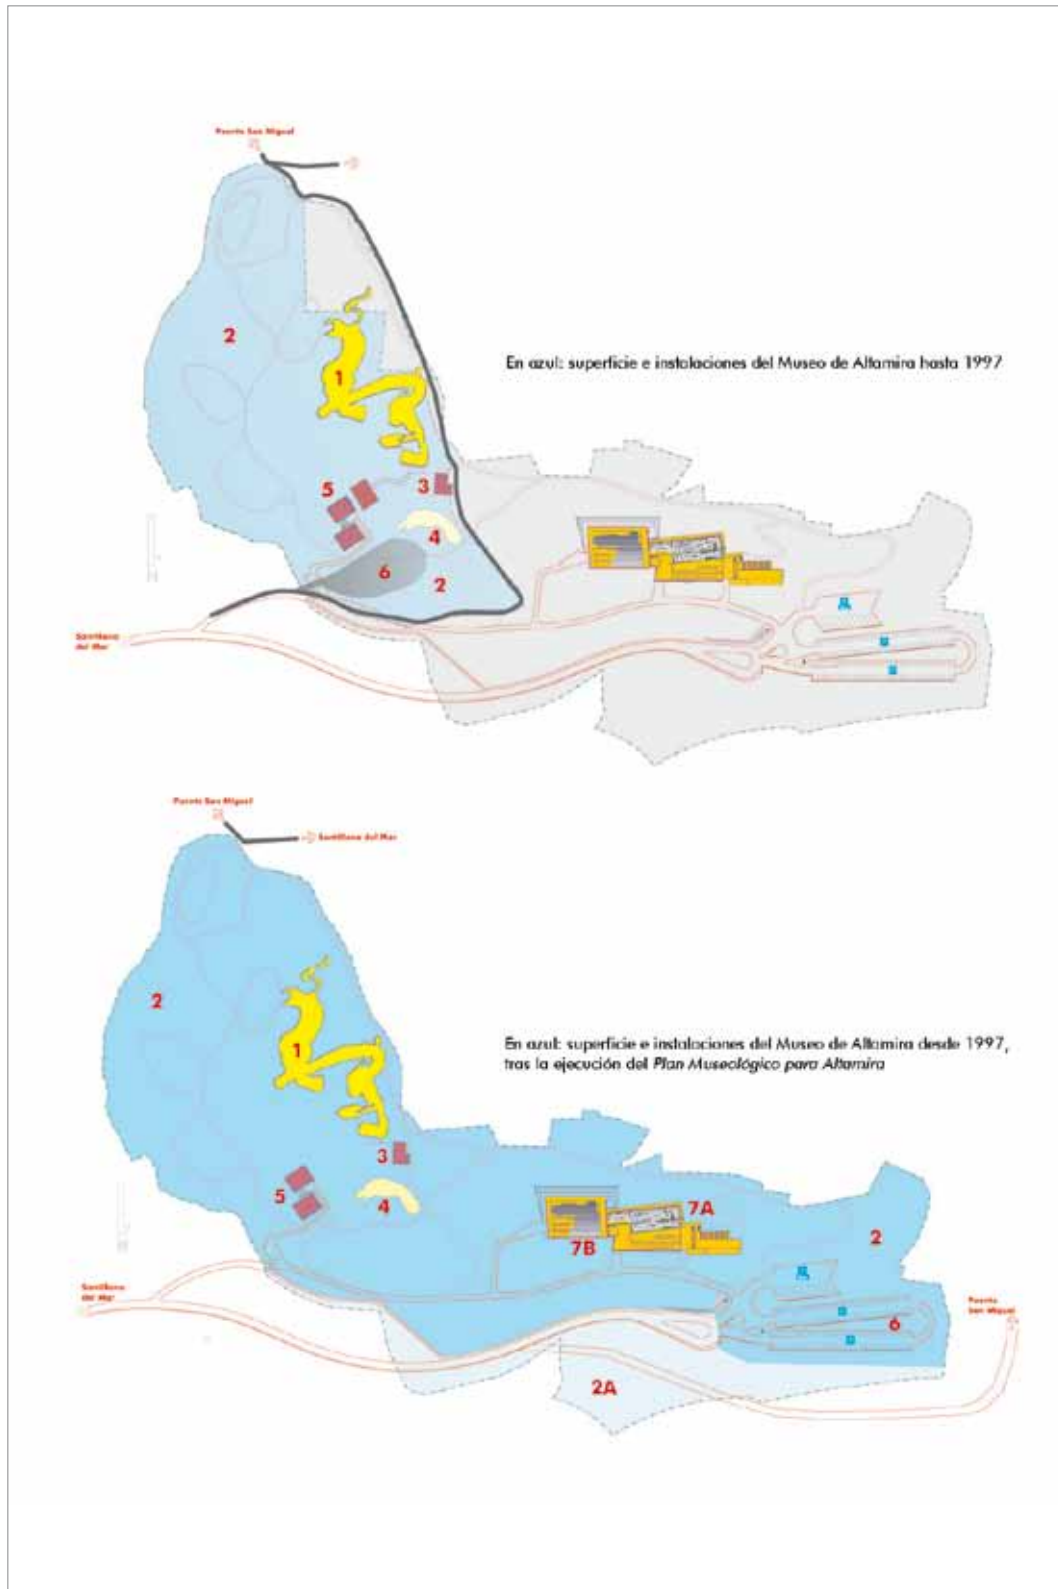 Puente San Miguel
2
1
En azul: superficie e instalaciones del Museo de Altamira hasta 1997
5
3
4
6
2
Santillana
del Mar
Puente San Miguel
Santillana del Mar
2
1
En azul: superficie e instalaciones del Museo de Altamira desde 1997,
tras la ejecución del Plan Museológico para Altamira
3
5
4
7A
7B
2
Santillana
del Mar
Puente
San Miguel
6
2A